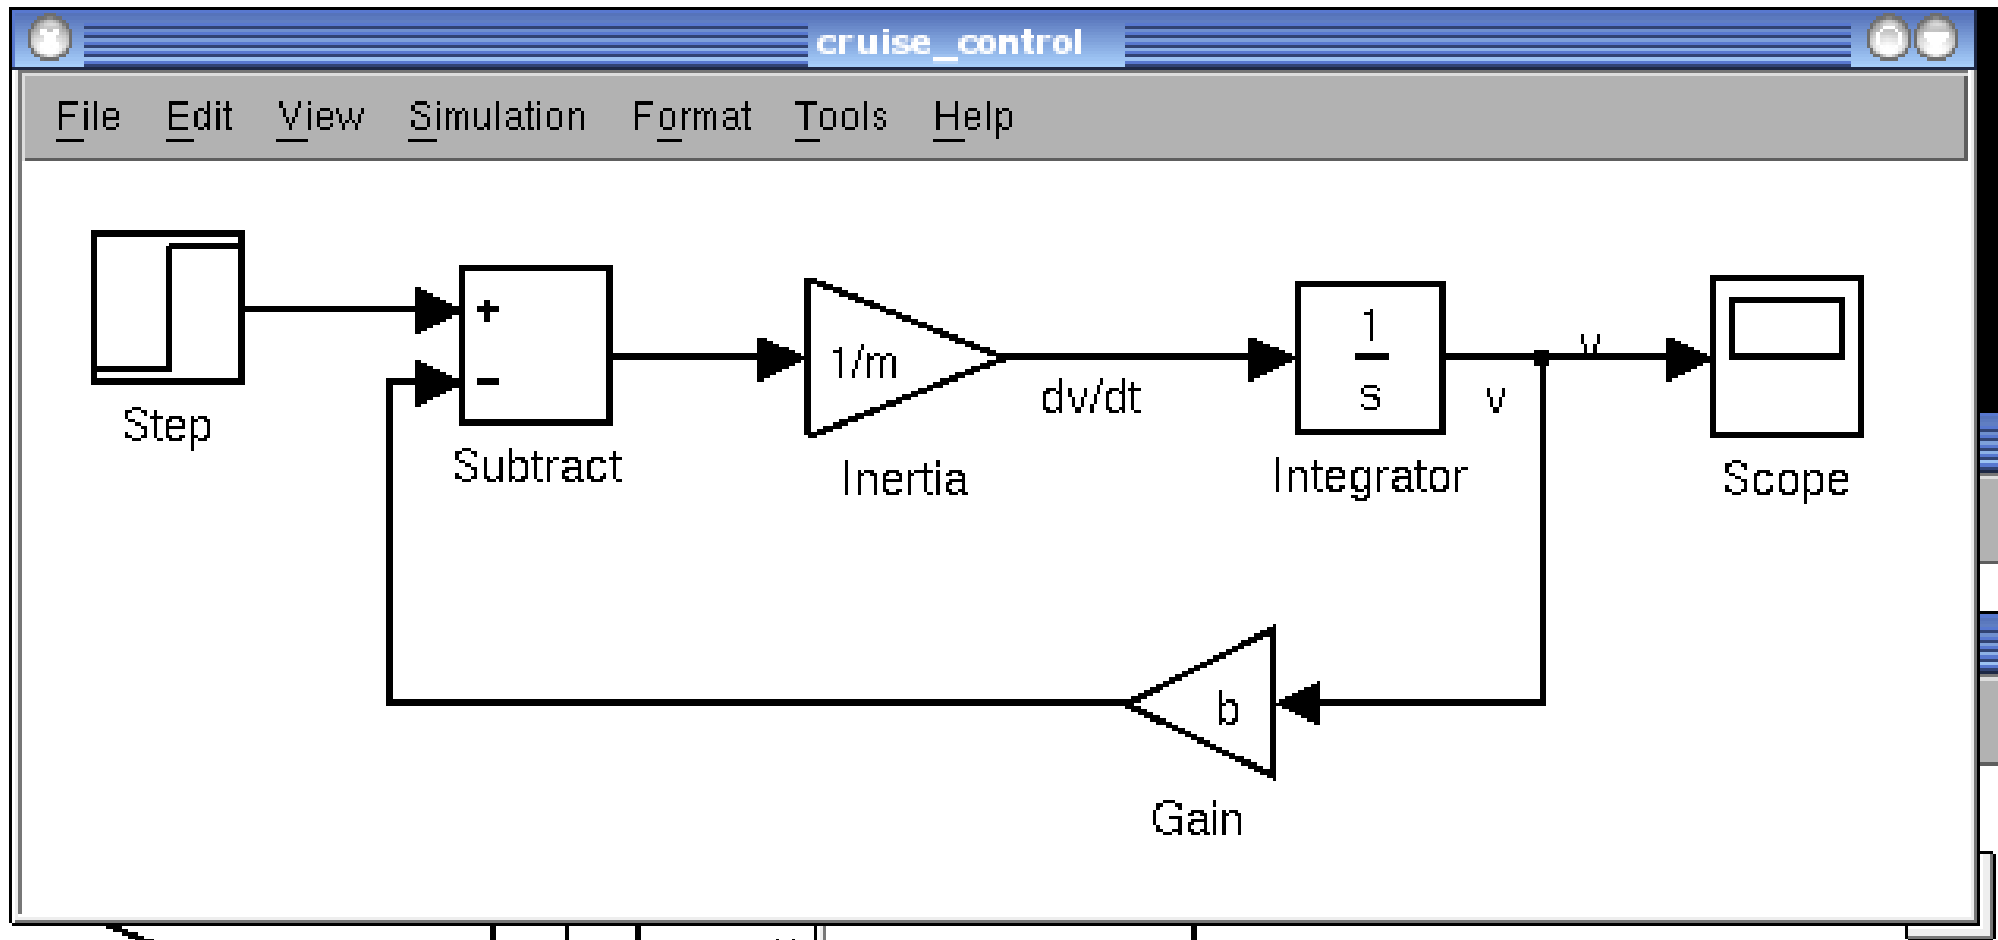 cruise_control
File Edit View Simulation Format Tools Help
Step
+
−
Subtract
1/m
Inertia
dv/dt
1
s
Integrator
v
v
Scope
b
Gain